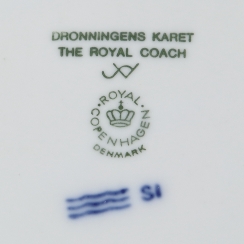 DRONNINGENS KARET
THE ROYAL COACH
ROYAL
COPENHAGEN
DENMARK
SI